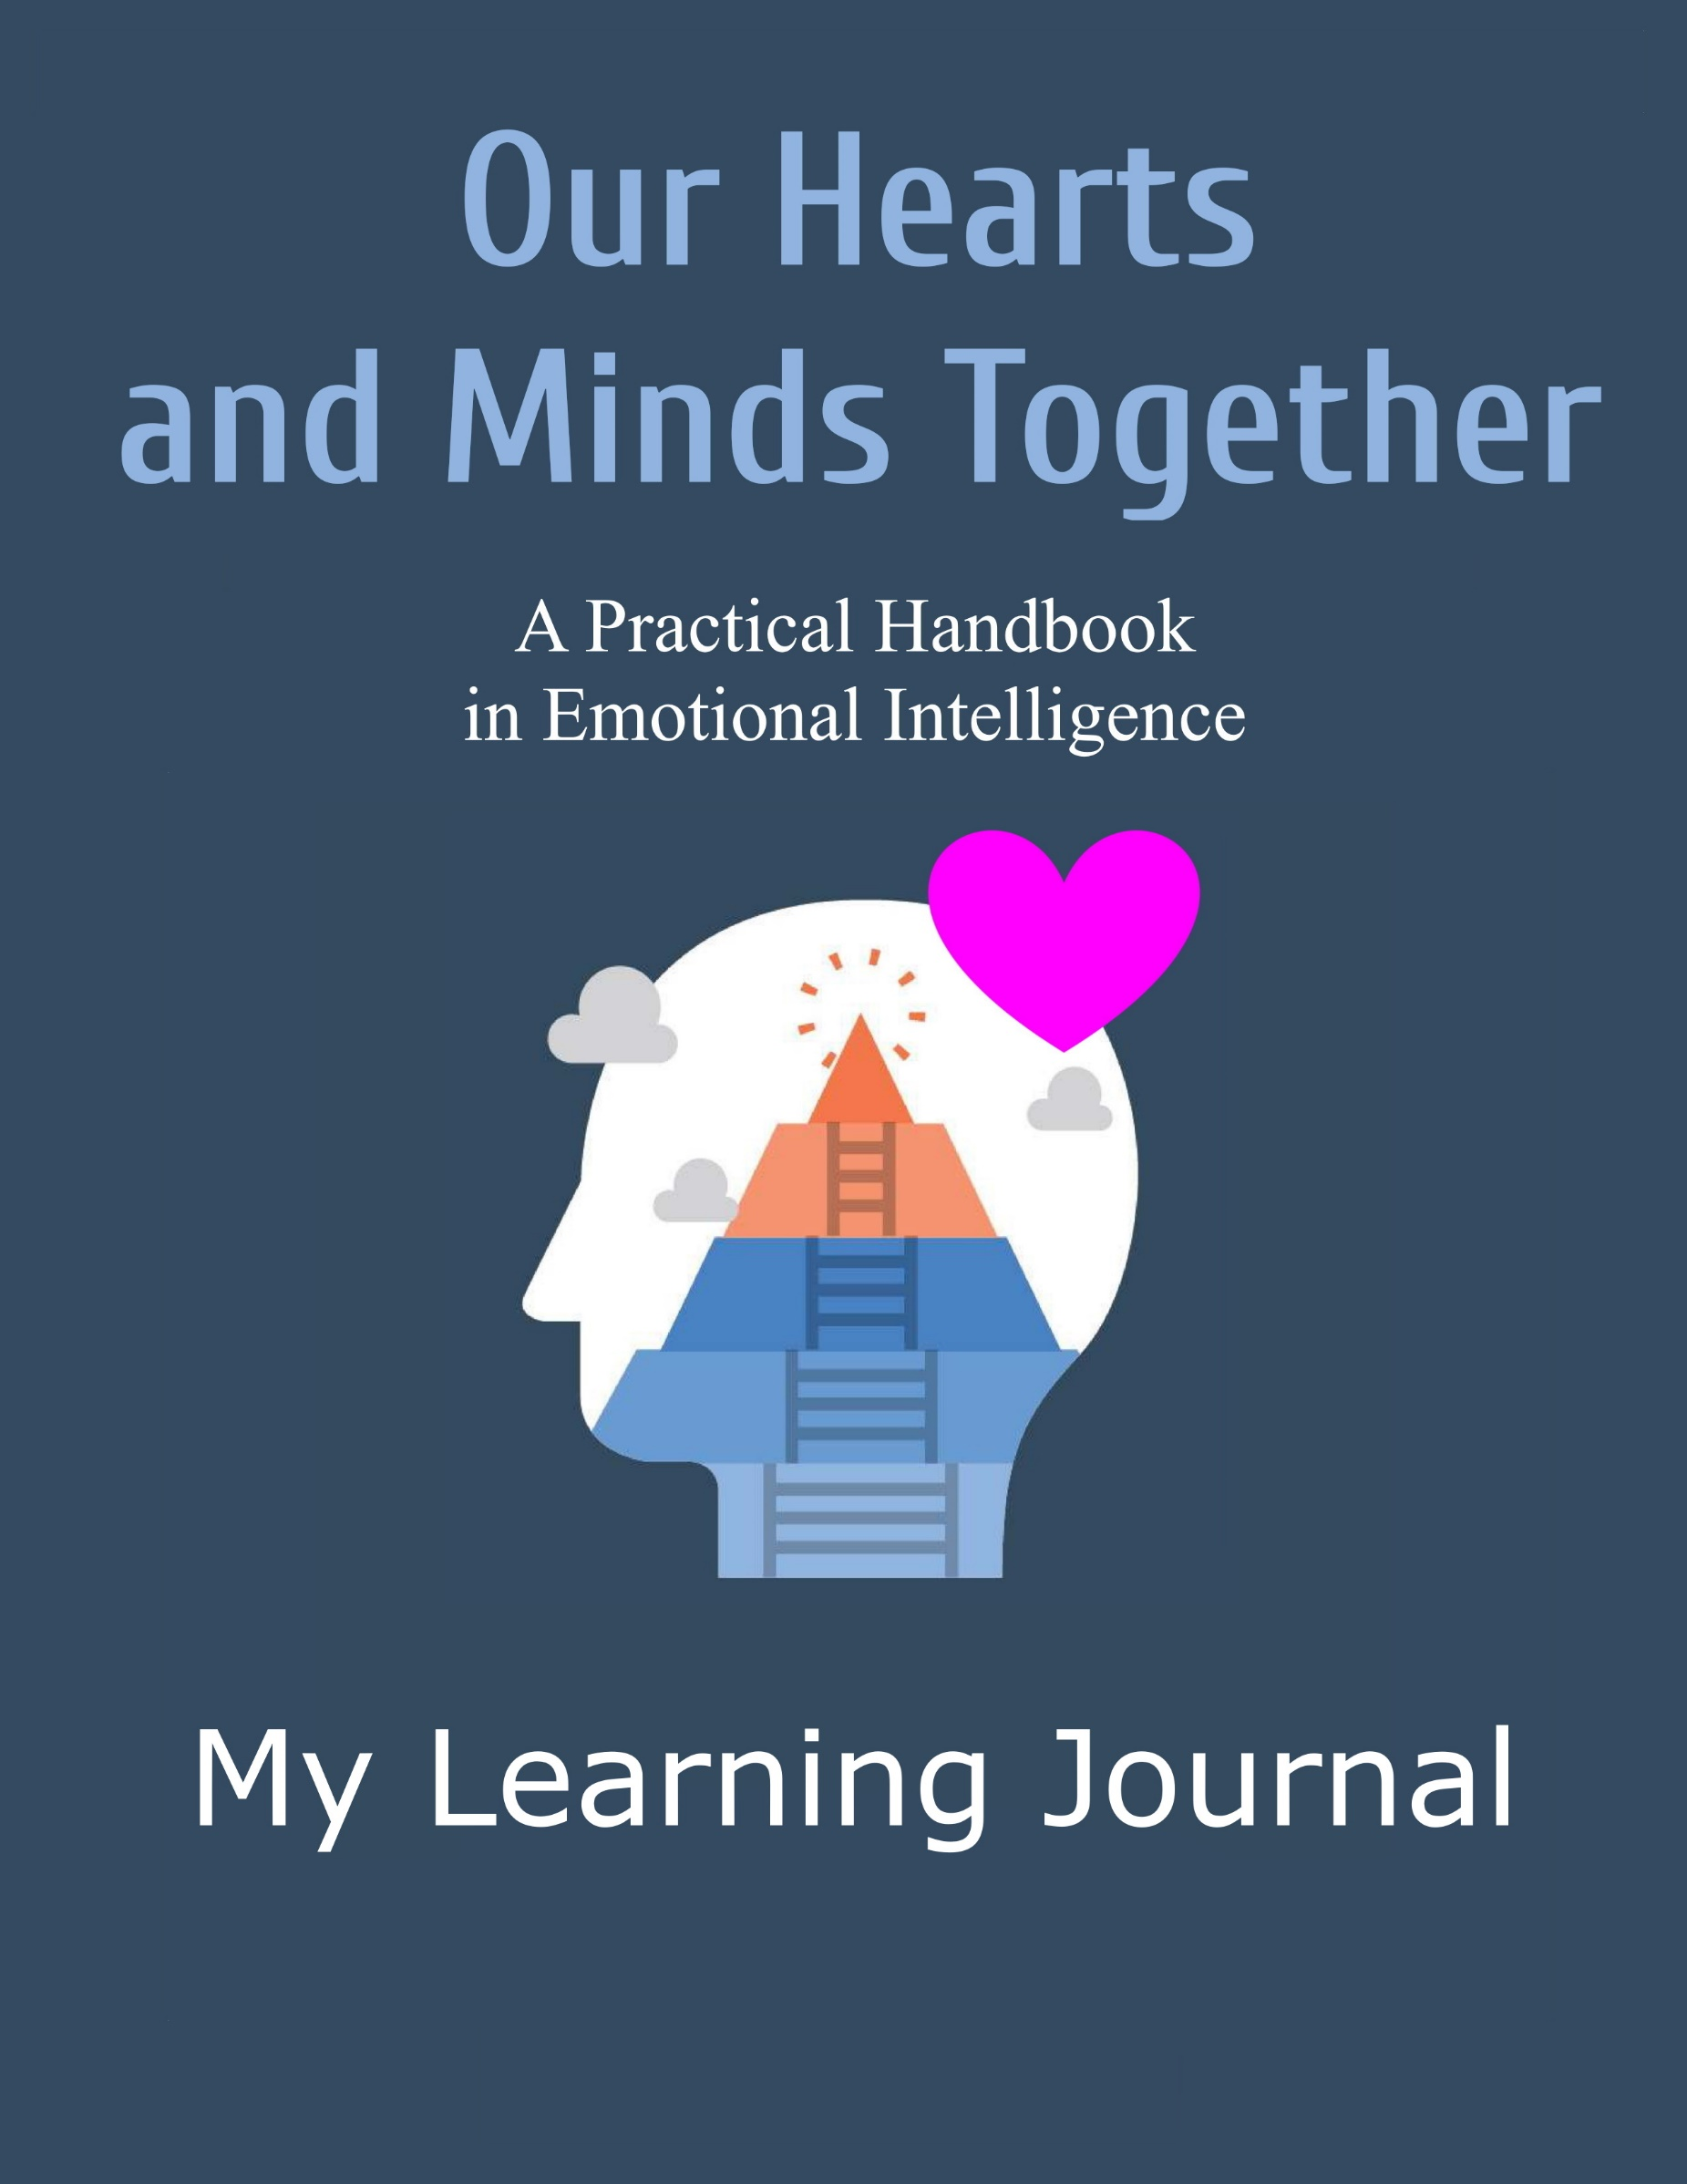 Our Hearts
and Minds Together
A Practical Handbook
in Emotional Intelligence
My Learning Journal